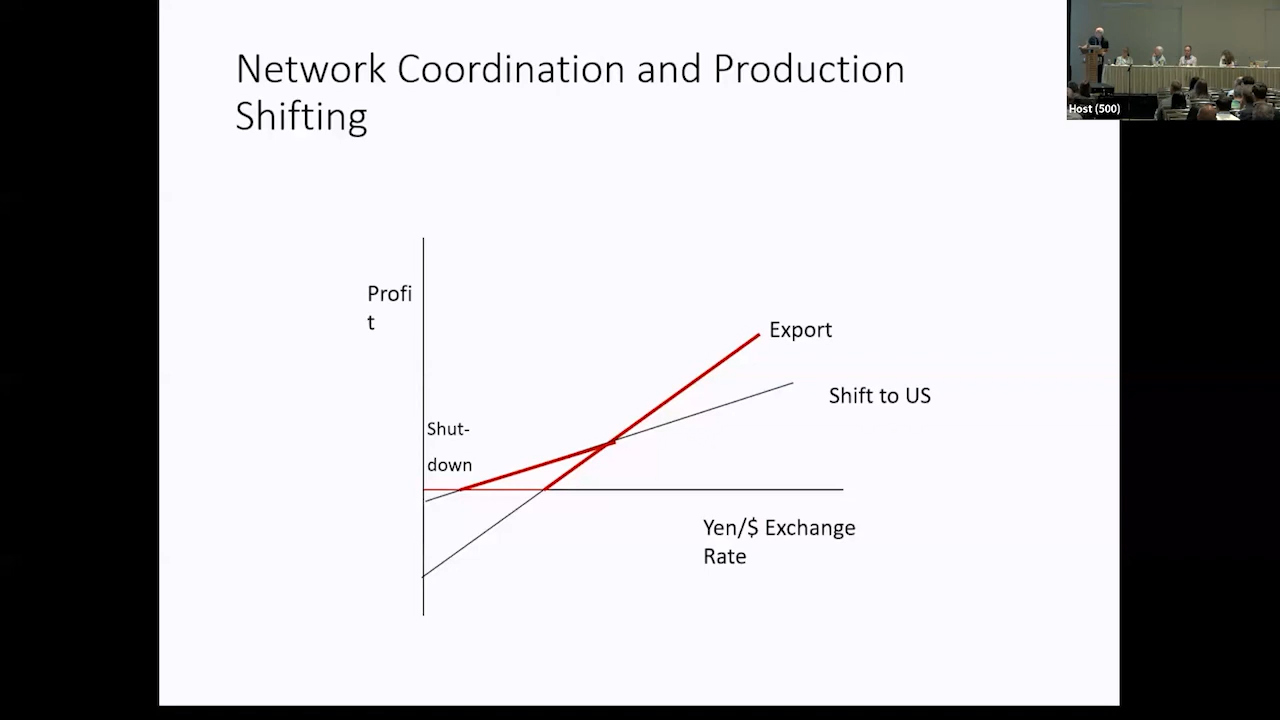 Network Coordination and Production
Shifting
Host (500)
Profi
t
Export
Shift to US
Shut-
down
Yen/$ Exchange
Rate